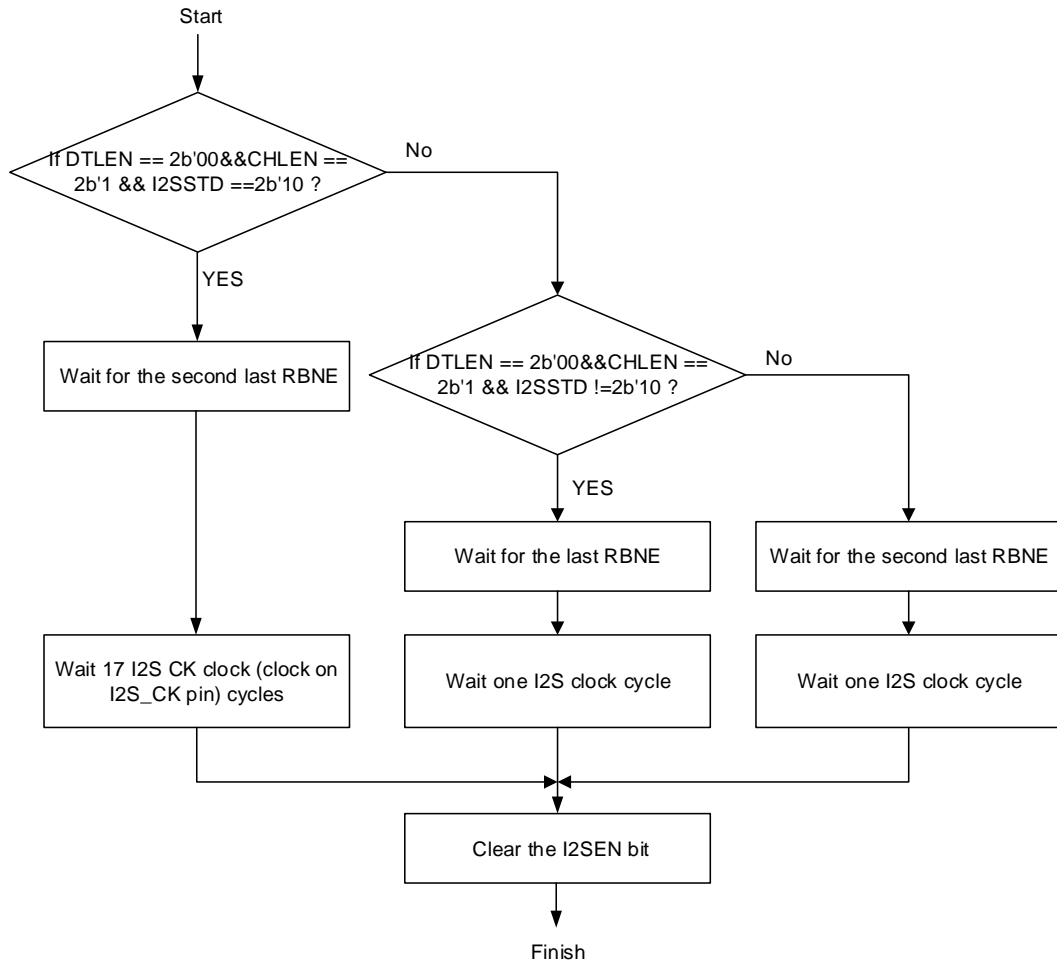 Start
If DTLEN == 2b'00&&CHLEN ==
2b'1 && I2SSTD ==2b'10 ?
No
YES
Wait for the second last RBNE
If DTLEN == 2b'00&&CHLEN ==
2b'1 && I2SSTD !=2b'10 ?
No
YES
Wait for the last RBNE
Wait for the second last RBNE
Wait 17 I2S CK clock (clock on
I2S_CK pin) cycles
Wait one I2S clock cycle
Wait one I2S clock cycle
Clear the I2SEN bit
Finish